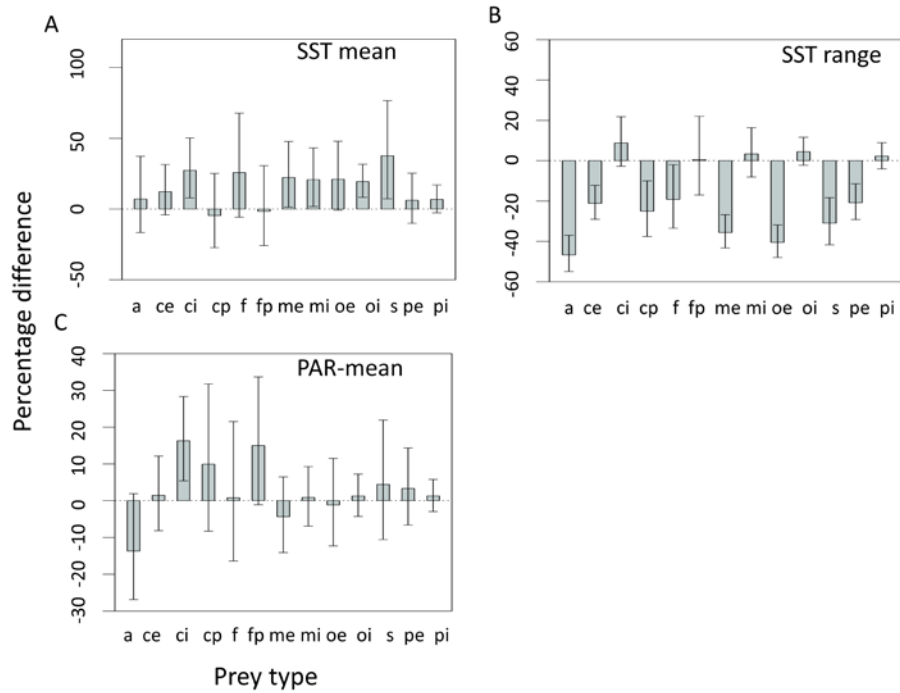 A
SST mean
100
50
0
-50
a ce ci cp f fp me mi oe oi s pe pi
B
SST range
60
40
20
0
-20
-40
-60
a ce ci cp f fp me mi oe oi s pe pi
C
PAR-mean
40
30
20
10
0
-10
-20
-30
a ce ci cp f fp me mi oe oi s pe pi
Percentage difference
Prey type